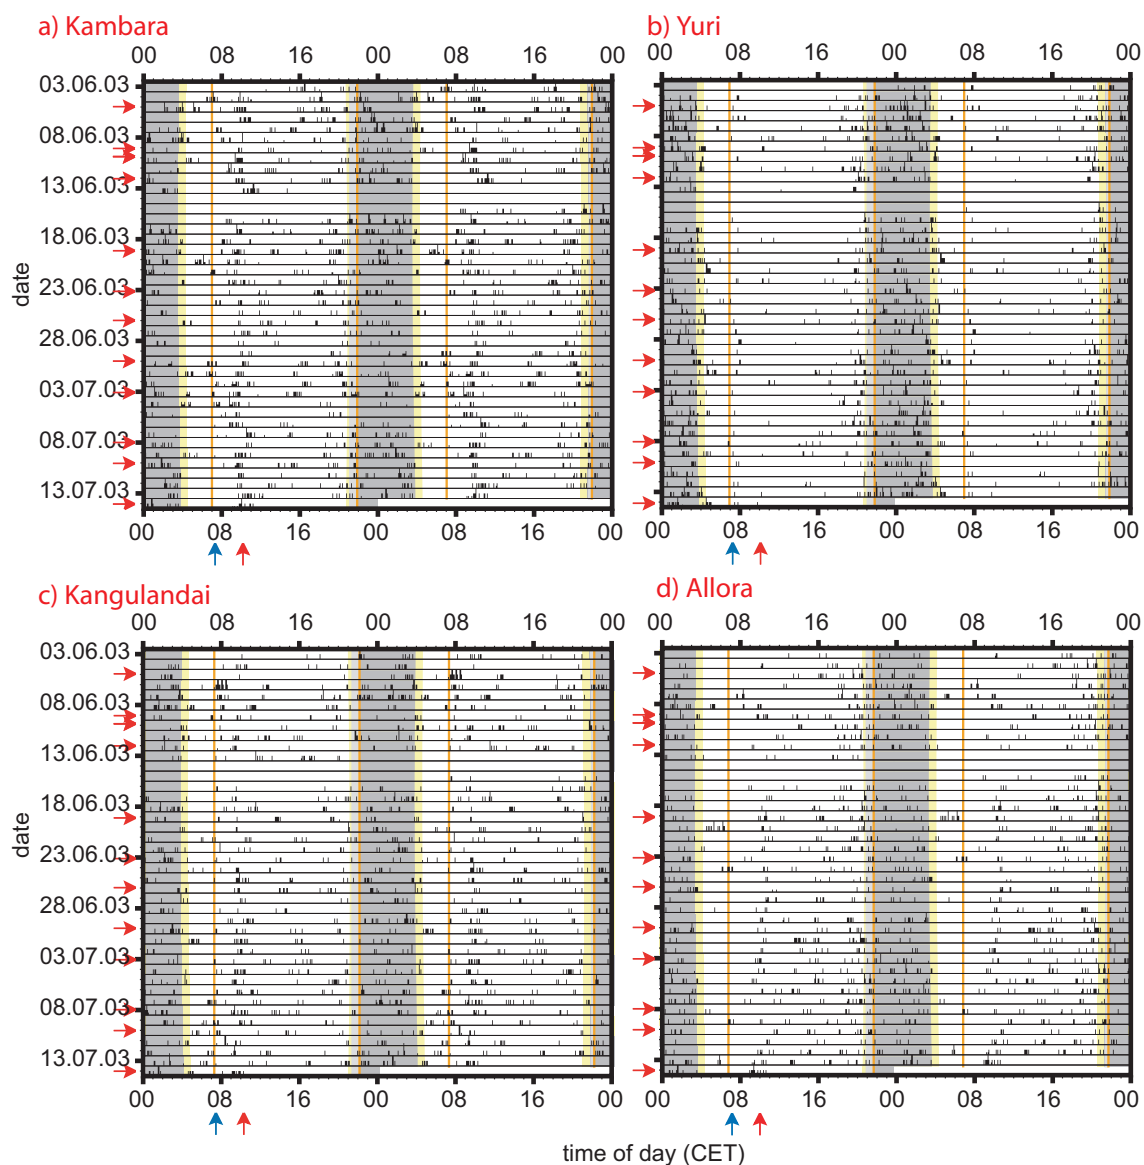 a) Kambara
b) Yuri
00 08 16 00 08 16 00
00 08 16 00 08 16 00
03.06.03
08.06.03
13.06.03
18.06.03
23.06.03
28.06.03
03.07.03
08.07.03
13.07.03
date
00 08 16 00 08 16 00
00 08 16 00 08 16 00
c) Kangulandai
d) Allora
00 08 16 00 08 16 00
00 08 16 00 08 16 00
03.06.03
08.06.03
13.06.03
18.06.03
23.06.03
28.06.03
03.07.03
08.07.03
13.07.03
date
00 08 16 00 08 16 00
00 08 16 00 08 16 00
time of day (CET)